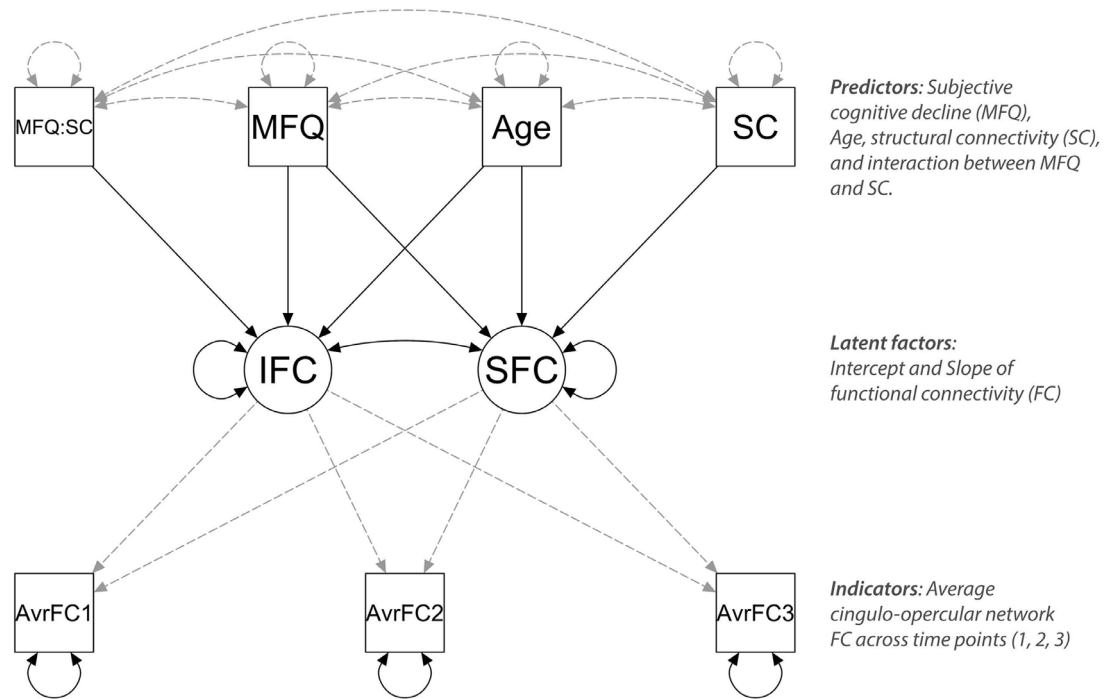 MFQ:SC
MFQ
Age
SC
Predictors: Subjective
cognitive decline (MFQ),
Age, structural connectivity (SC),
and interaction between MFQ
and SC.
IFC
SFC
Latent factors:
Intercept and Slope of
functional connectivity (FC)
AvrFC1
AvrFC2
AvrFC3
Indicators: Average
cingulo-opercular network
FC across time points (1, 2, 3)